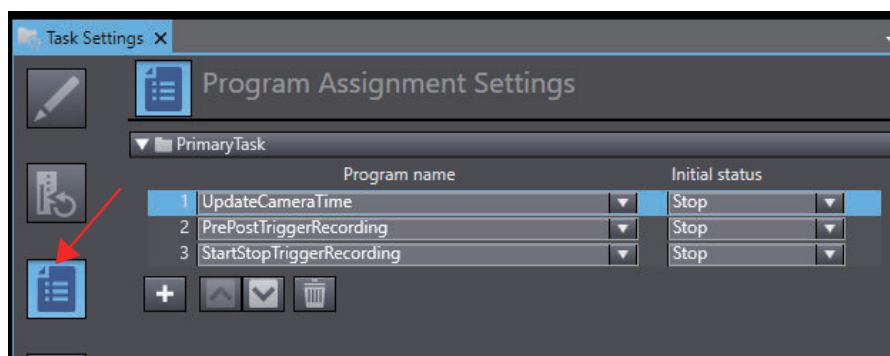 Task Settings
Program Assignment Settings
PrimaryTask
Program name Initial status
1 UpdateCameraTime Stop
2 PrePostTriggerRecording Stop
3 StartStopTriggerRecording Stop